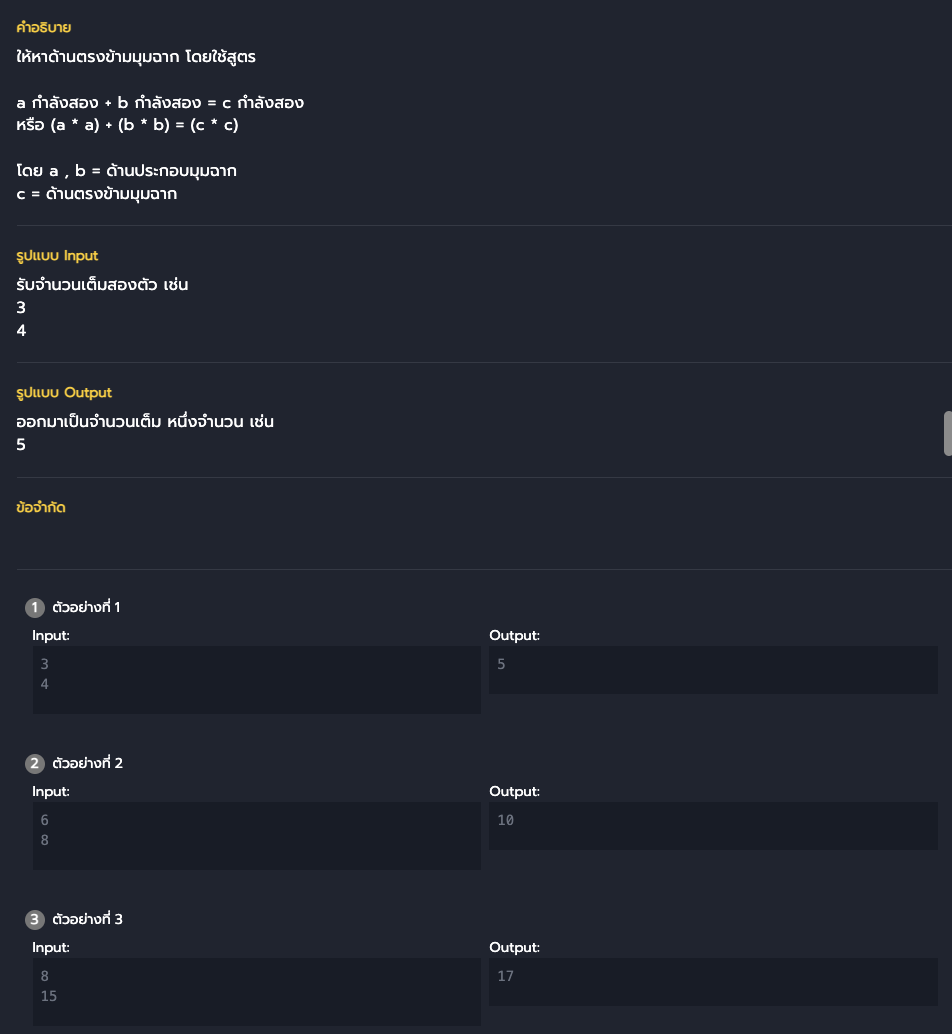 คำอธิบาย
ให้หาด้านตรงข้ามมุมฉาก โดยใช้สูตร
a กำลังสอง + b กำลังสอง = c กำลังสอง
หรือ (a * a) + (b * b) = (c * c)
โดย a , b = ด้านประกอบมุมฉาก
c = ด้านตรงข้ามมุมฉาก
รูปแบบ Input
รับจำนวนเต็มสองตัว เช่น
3
4
รูปแบบ Output
ออกมาเป็นจำนวนเต็ม หนึ่งจำนวน เช่น
5
ข้อจำกัด
1 ตัวอย่างที่ 1
Input:
3
4
Output:
5
2 ตัวอย่างที่ 2
Input:
6
8
Output:
10
3 ตัวอย่างที่ 3
Input:
8
15
Output:
17